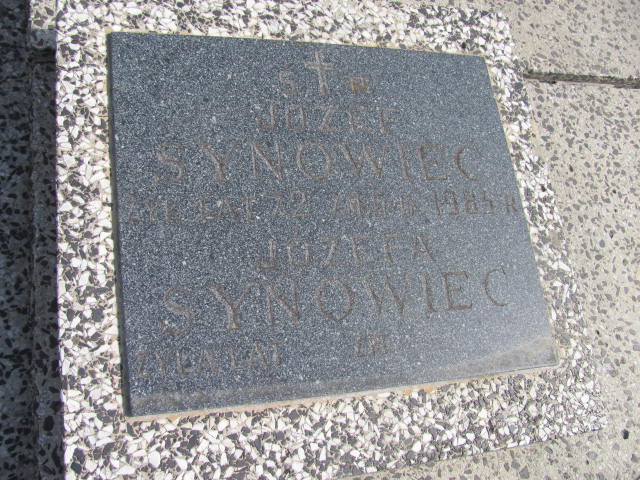 Ś P
JÓZEF
SYNOWIEC
ŻYŁ LAT 72 1985 R
JÓZEFA
SYNOWIEC
ŻYŁA LAT ZM.